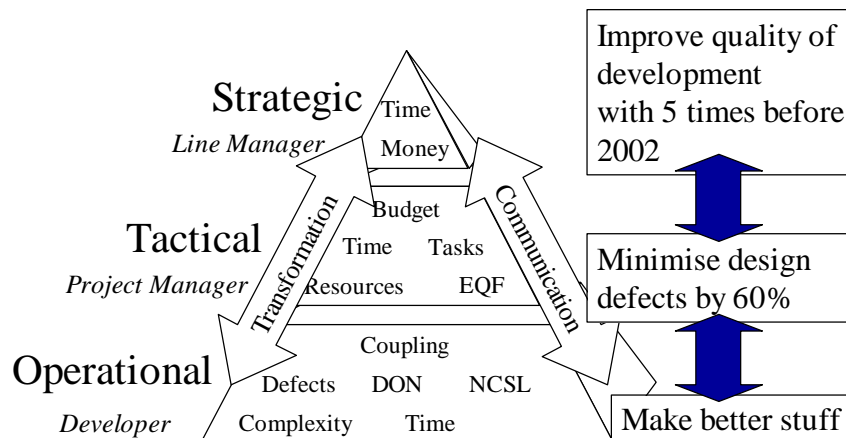 Strategic
Line Manager
Time
Money
Improve quality of
development
with 5 times before
2002
Transformation
Communication
Tactical
Project Manager
Budget
Time Tasks
Resources EQF
Minimise design
defects by 60%
Operational
Developer
Coupling
Defects DON NCSL
Complexity Time
Make better stuff